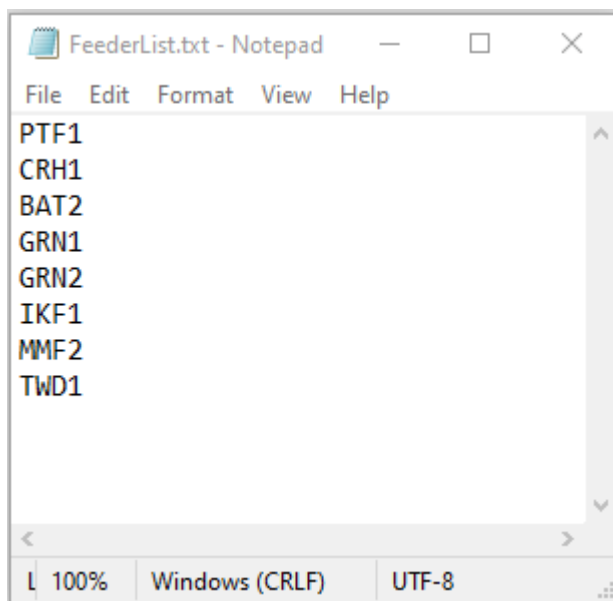 FeederList.txt - Notepad
File Edit Format View Help
PTF1
CRH1
BAT2
GRN1
GRN2
IKF1
MMF2
TWD1
100% Windows (CRLF) UTF-8